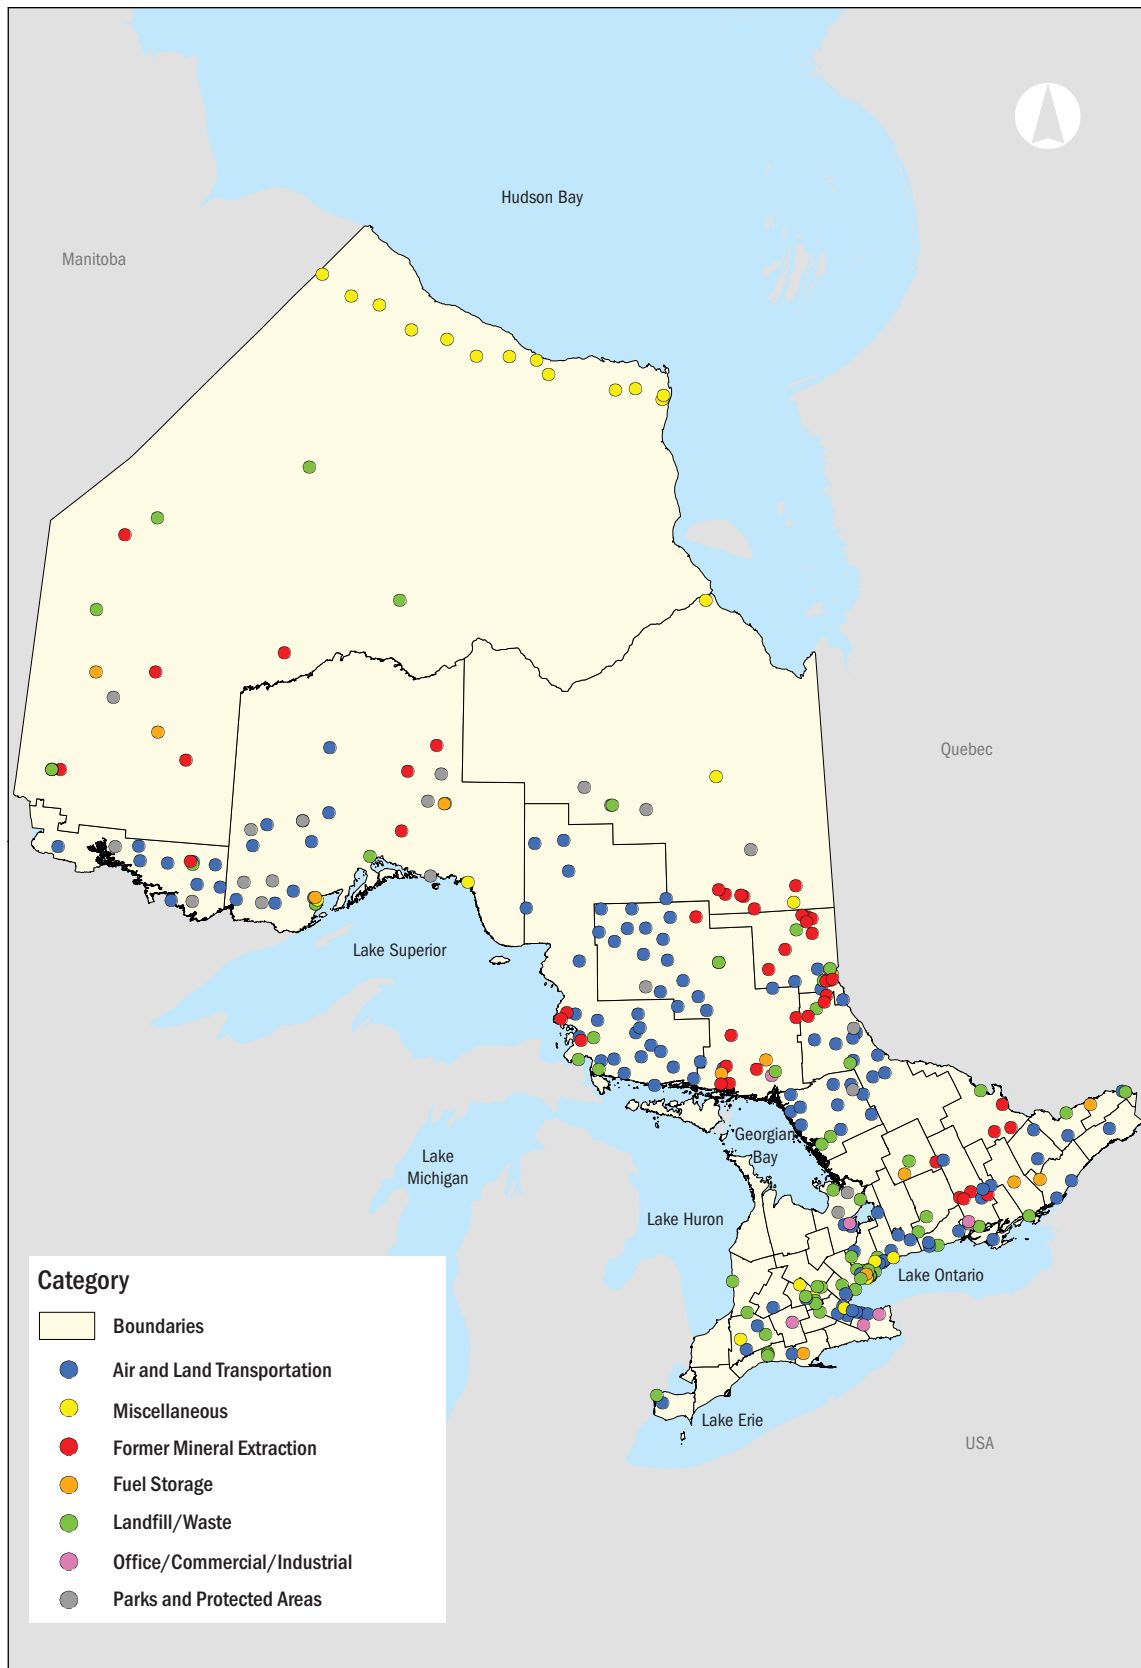 Hudson Bay
Manitoba
Quebec
Lake Superior
Georgian
Bay
Lake
Michigan
Lake Huron
Lake Ontario
Lake Erie
USA
Category
Boundaries
Air and Land Transportation
Miscellaneous
Former Mineral Extraction
Fuel Storage
Landfill/Waste
Office/Commercial/Industrial
Parks and Protected Areas